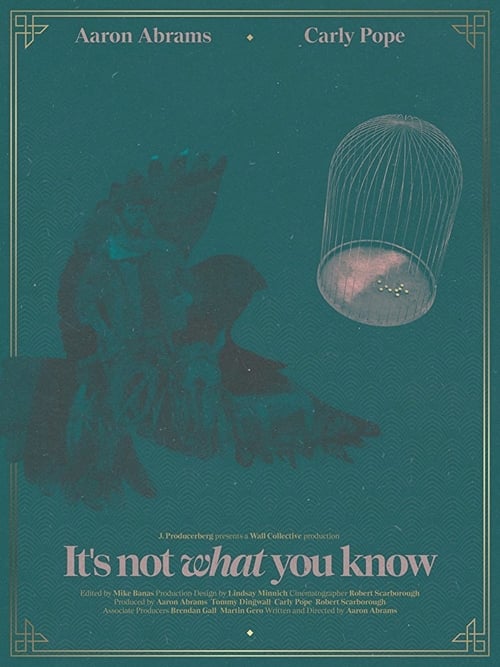 Aaron Abrams Carly Pope
J. Producerberg presents a Wall Collective production
It's not what you know
Edited by Mike Banas Production Design by Lindsay Minnich Cinematographer Robert Scarborough
Produced by Aaron Abrams Tommy Dingwall Carly Pope Robert Scarborough
Associate Producers Brendan Gall Martin Gero Written and Directed by Aaron Abrams